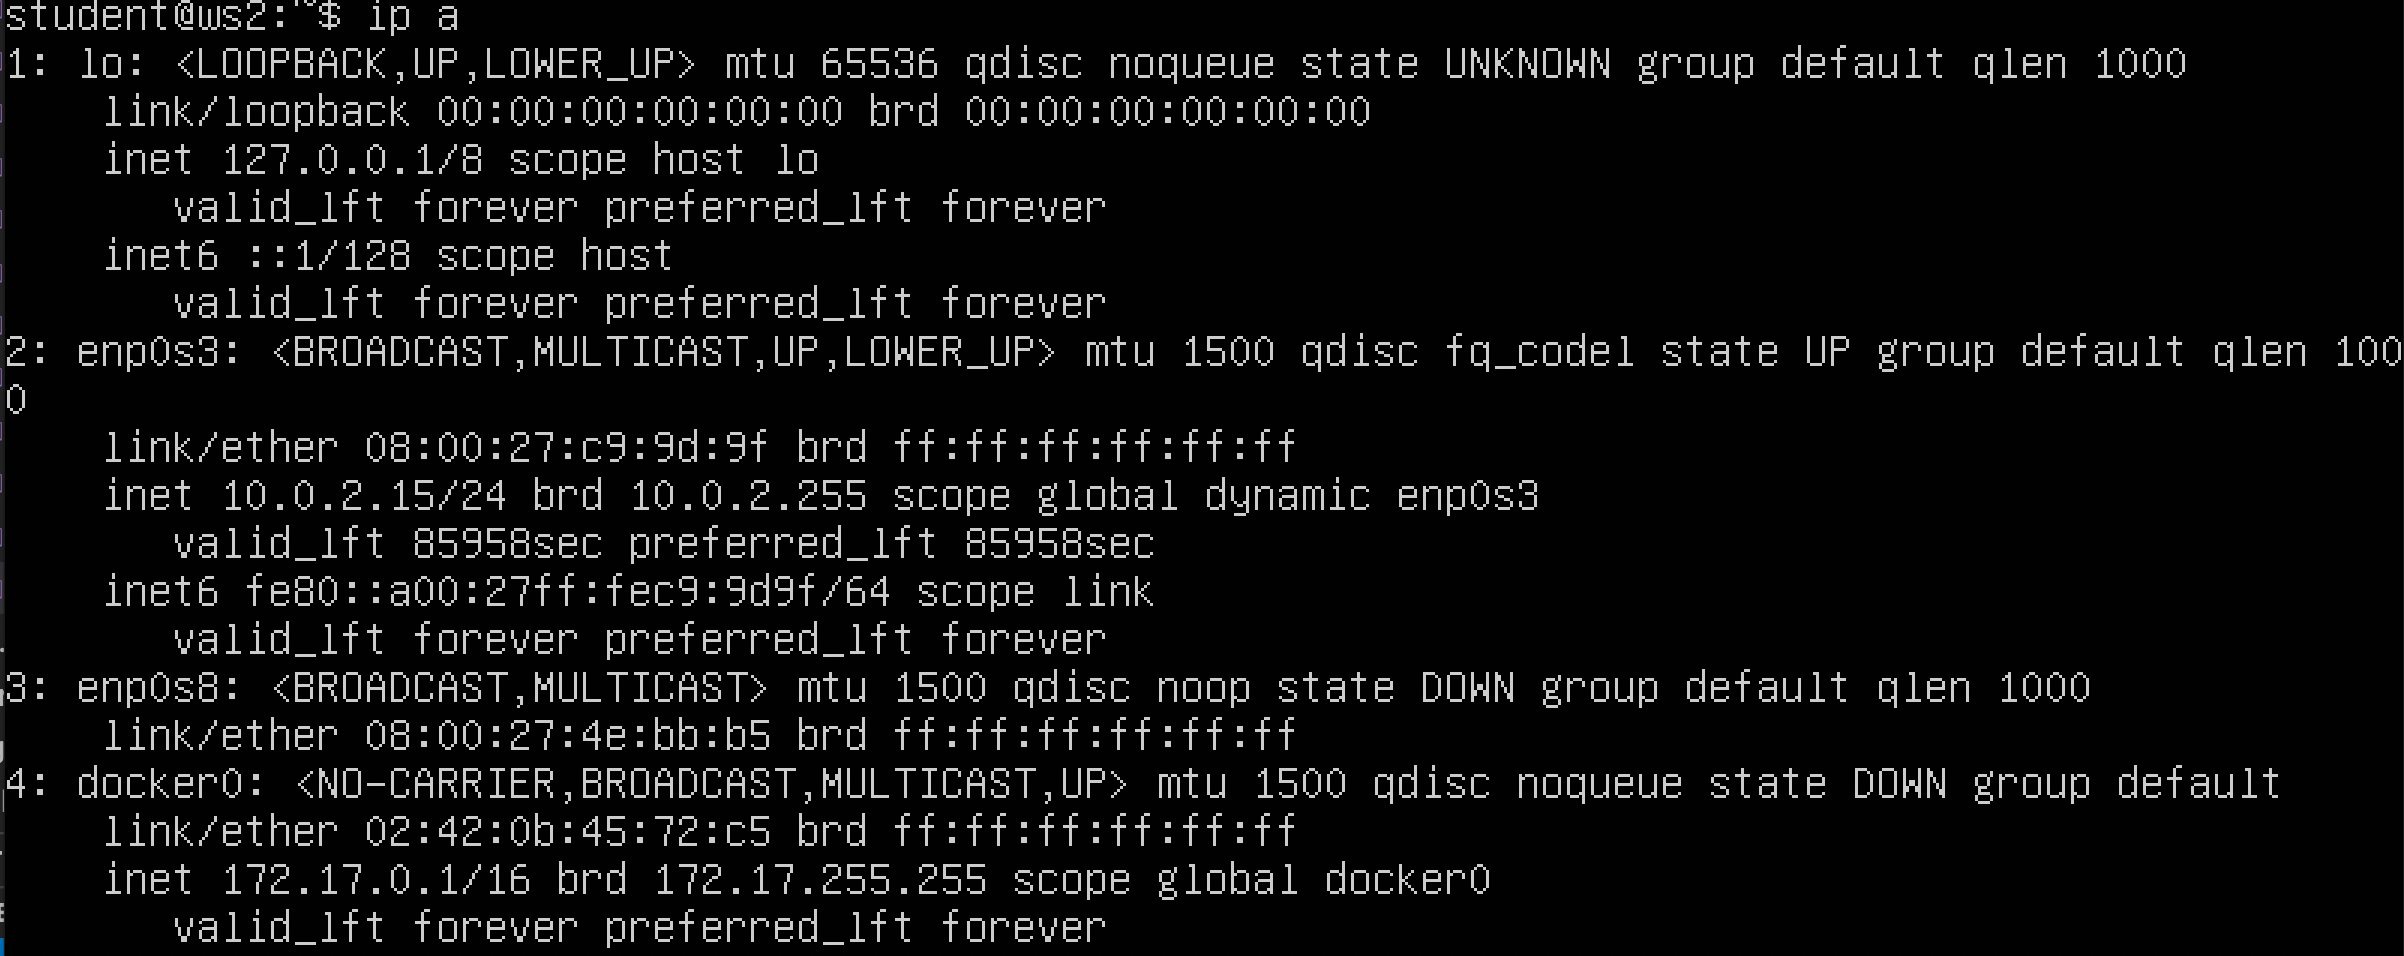 student@ws2:~$ ip a
1: lo: <LOOPBACK,UP,LOWER_UP> mtu 65536 qdisc noqueue state UNKNOWN group default qlen 1000
    link/loopback 00:00:00:00:00:00 brd 00:00:00:00:00:00
    inet 127.0.0.1/8 scope host lo
       valid_lft forever preferred_lft forever
    inet6 ::1/128 scope host
       valid_lft forever preferred_lft forever
2: enp0s3: <BROADCAST,MULTICAST,UP,LOWER_UP> mtu 1500 qdisc fq_codel state UP group default qlen 100
0
    link/ether 08:00:27:c9:9d:9f brd ff:ff:ff:ff:ff:ff
    inet 10.0.2.15/24 brd 10.0.2.255 scope global dynamic enp0s3
       valid_lft 85958sec preferred_lft 85958sec
    inet6 fe80::a00:27ff:fec9:9d9f/64 scope link
       valid_lft forever preferred_lft forever
3: enp0s8: <BROADCAST,MULTICAST> mtu 1500 qdisc noop state DOWN group default qlen 1000
    link/ether 08:00:27:4e:bb:b5 brd ff:ff:ff:ff:ff:ff
4: docker0: <NO-CARRIER,BROADCAST,MULTICAST,UP> mtu 1500 qdisc noqueue state DOWN group default
    link/ether 02:42:0b:45:72:c5 brd ff:ff:ff:ff:ff:ff
    inet 172.17.0.1/16 brd 172.17.255.255 scope global docker0
       valid_lft forever preferred_lft forever